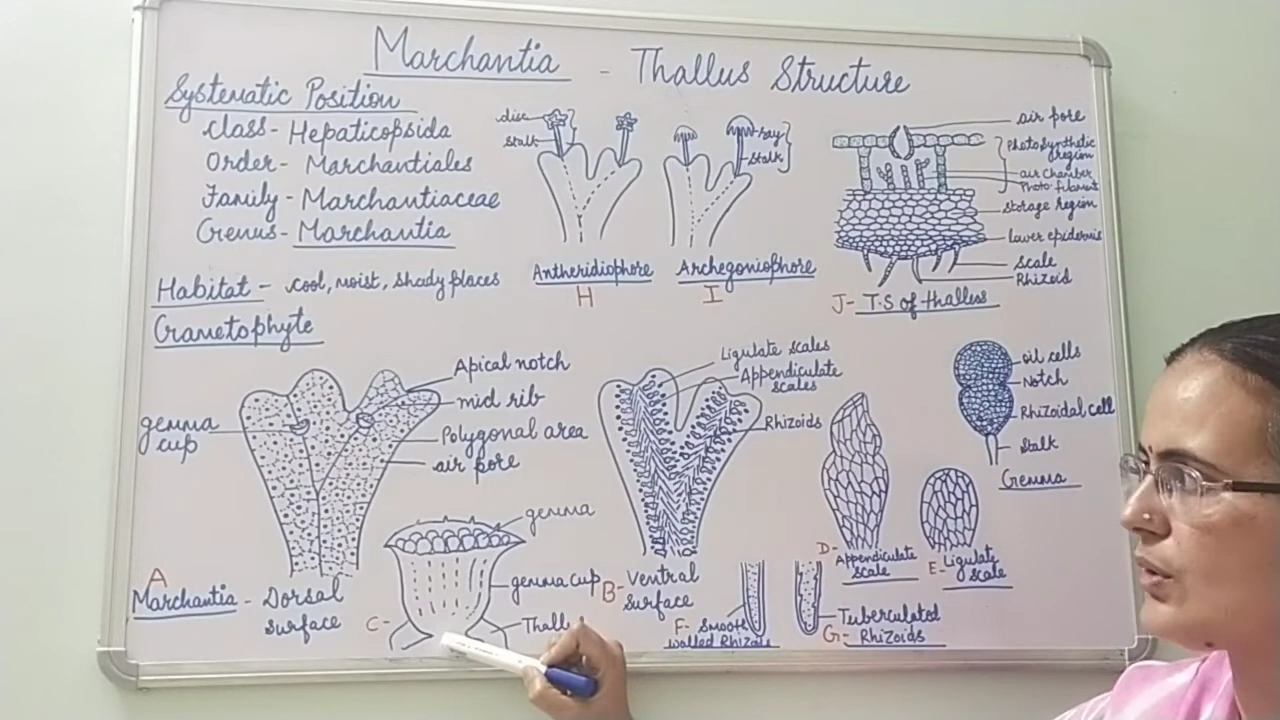 Marchantia - Thallus Structure
Systematic Position
Class - Hepaticopsida
Order - Marchantiales
Family - Marchantiaceae
Genus - Marchantia
Habitat - cool, moist, shady places
Gametophyte
disc
stalk
Antheridiophore
H
ray
stalk
Archegoniophore
I
air pore
Photosynthetic
region
air chamber
Photo. filament
Storage region
Lower epidermis
Scale
Rhizoid
J- T.S of thallus
Apical notch
mid rib
Polygonal area
air pore
gemma
cup
A
Marchantia - Dorsal
surface
gemma
gemma cup
C-
Ligulate scales
Appendiculate
scales
Rhizoids
B- Ventral
surface
D- Appendiculate
scale
E- Ligulate
scale
oil cells
Notch
Rhizoidal cell
Stalk
Gemma
F- Smooth
walled Rhizoids
Tuberculated
G- Rhizoids